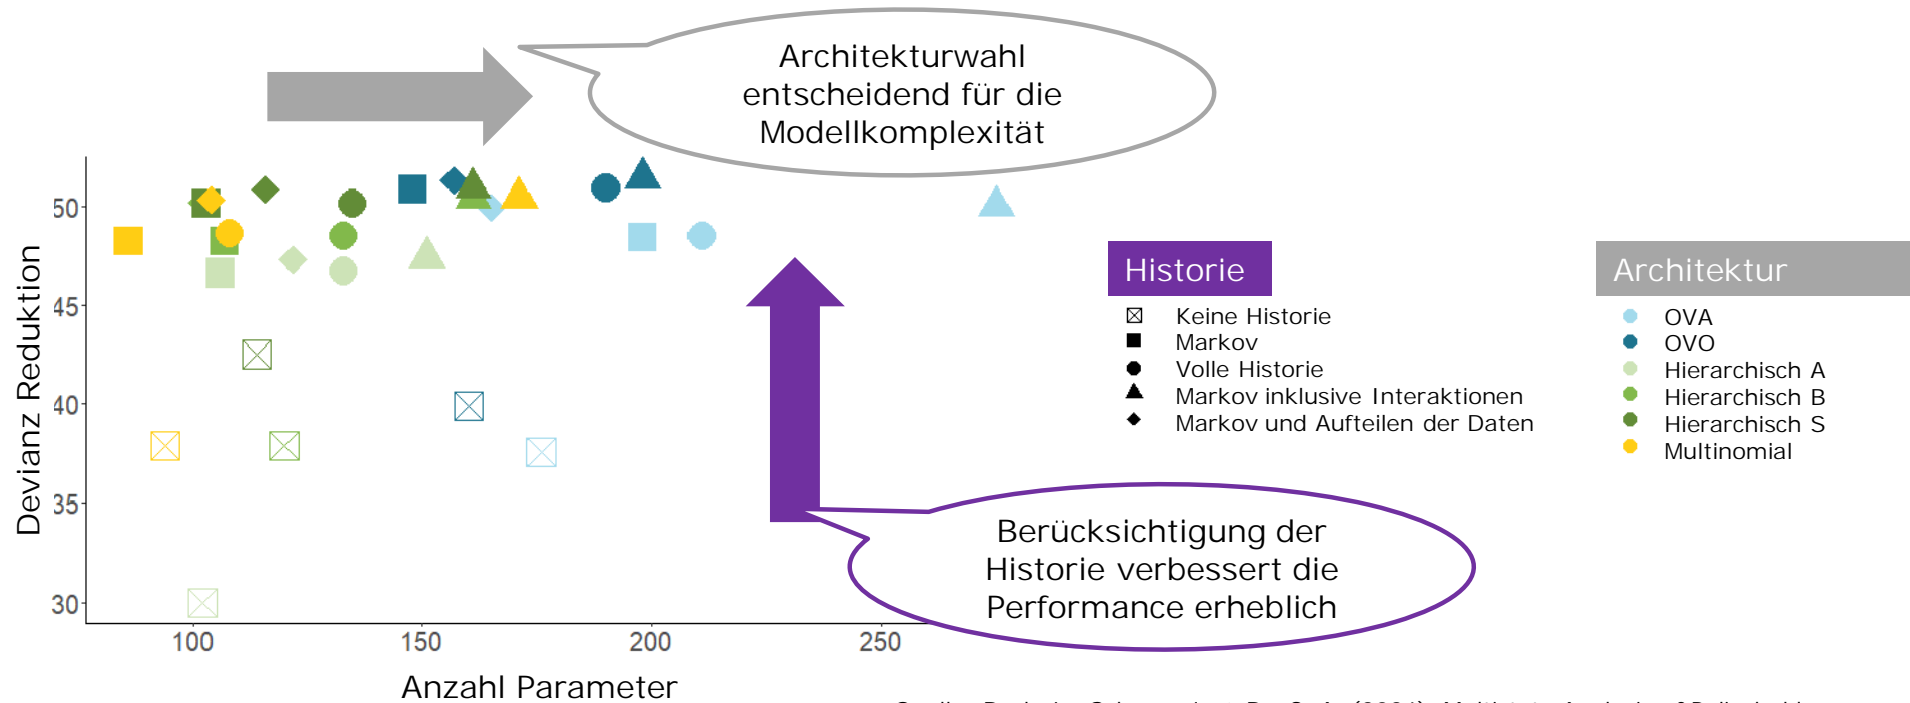 Architekturwahl
entscheidend für die
Modellkomplexität
Devianz Reduktion
50
45
40
35
30
100
150
200
250
Anzahl Parameter
Historie
Keine Historie
Markov
Volle Historie
Markov inklusive Interaktionen
Markov und Aufteilen der Daten
Architektur
OVA
OVO
Hierarchisch A
Hierarchisch B
Hierarchisch S
Multinomial
Berücksichtigung der
Historie verbessert die
Performance erheblich